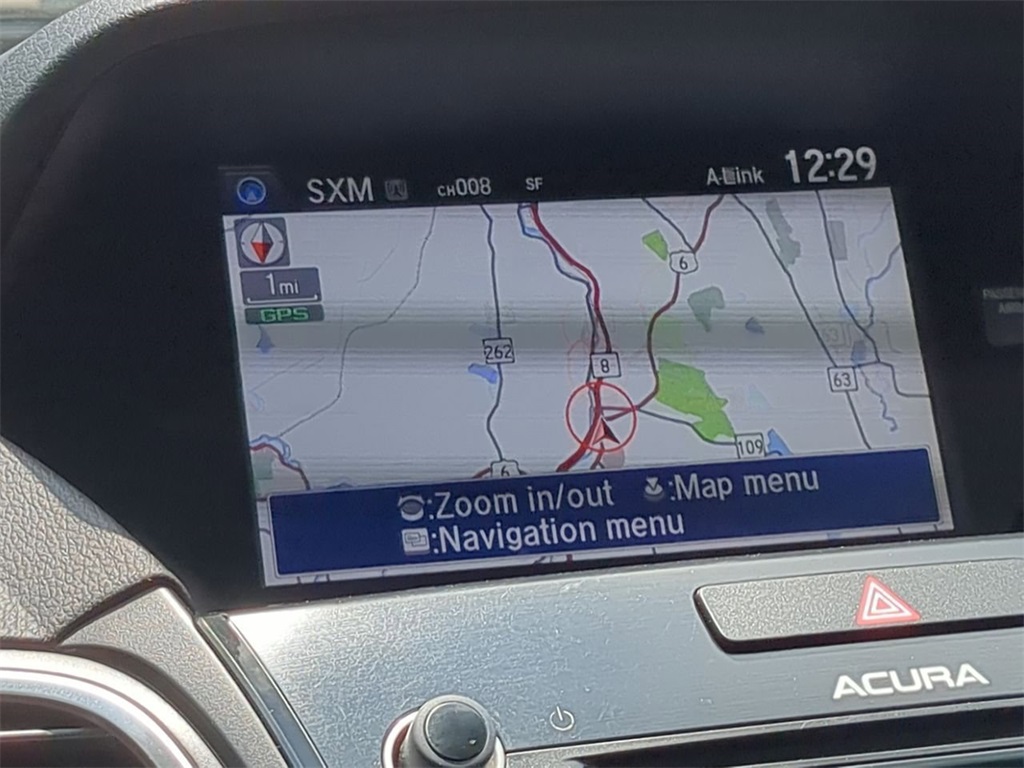 SXM CH008 SF A-Link 12:29
6
1mi
GPS
262
8
63
109
6
:Zoom in/out :Map menu
:Navigation menu
ACURA